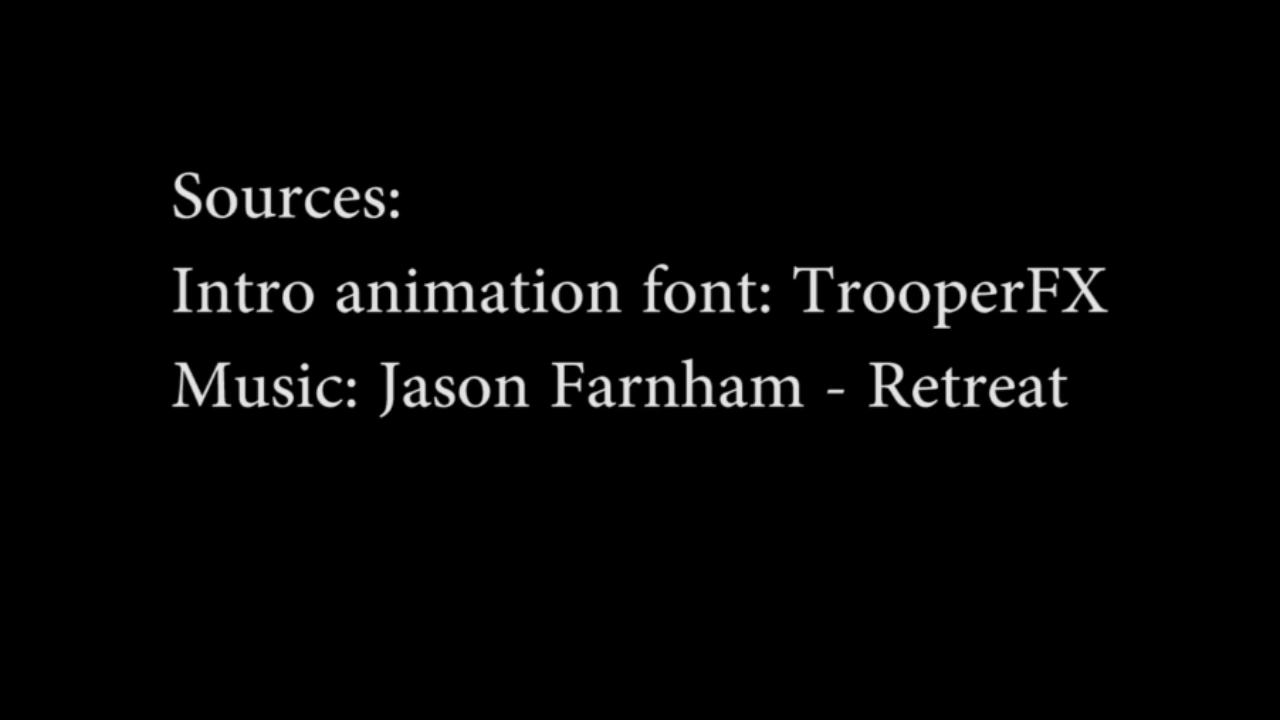 Sources:
Intro animation font: TrooperFX
Music: Jason Farnham - Retreat